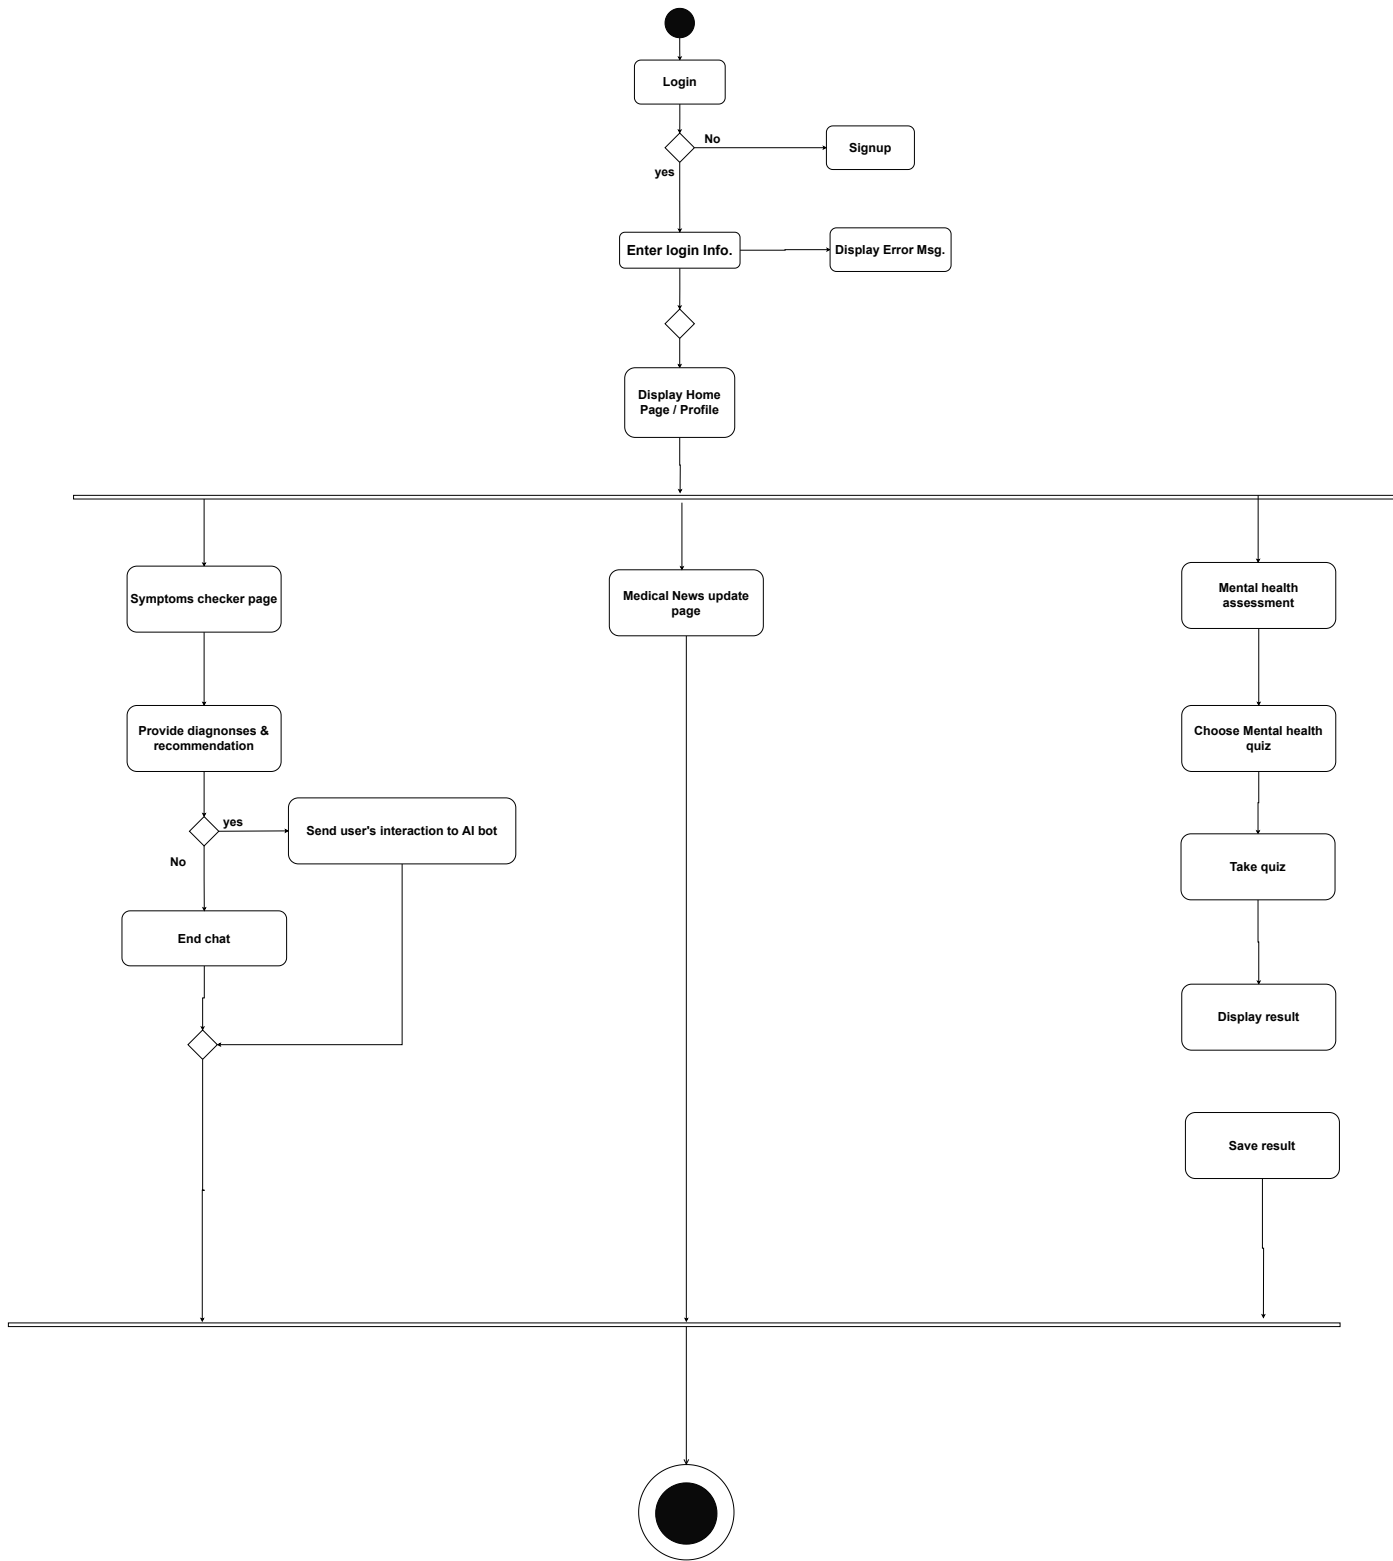 Login
No
Signup
yes
Enter login Info.
Display Error Msg.
Display Home
Page / Profile
Symptoms checker page
Medical News update
page
Mental health
assessment
Provide diagnonses &
recommendation
Choose Mental health
quiz
yes
Send user's interaction to AI bot
No
Take quiz
End chat
Display result
Save result